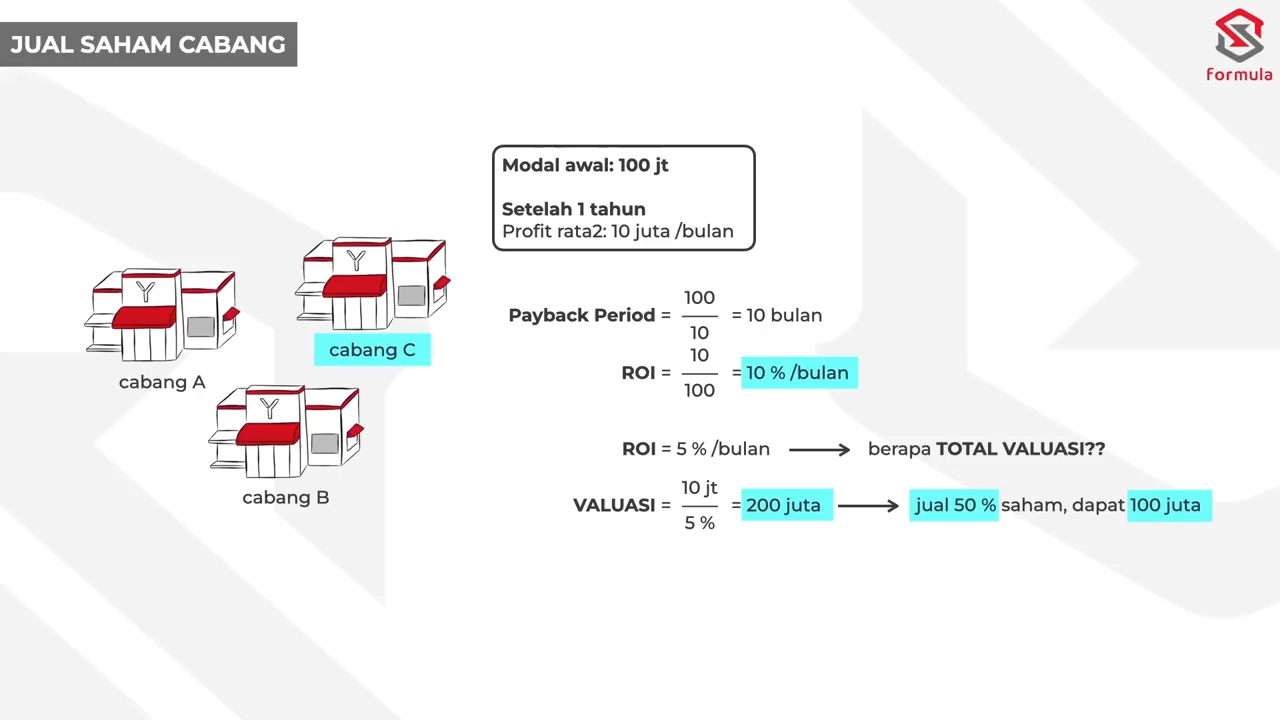 JUAL SAHAM CABANG
formula
Modal awal: 100 jt
Setelah 1 tahun
Profit rata2: 10 juta /bulan
Y
cabang A
Y
cabang C
Y
cabang B
Payback Period = 100 / 10 = 10 bulan
ROI = 10 / 100 = 10 % /bulan
ROI = 5 % /bulan → berapa TOTAL VALUASI??
VALUASI = 10 jt / 5 % = 200 juta → jual 50 % saham, dapat 100 juta